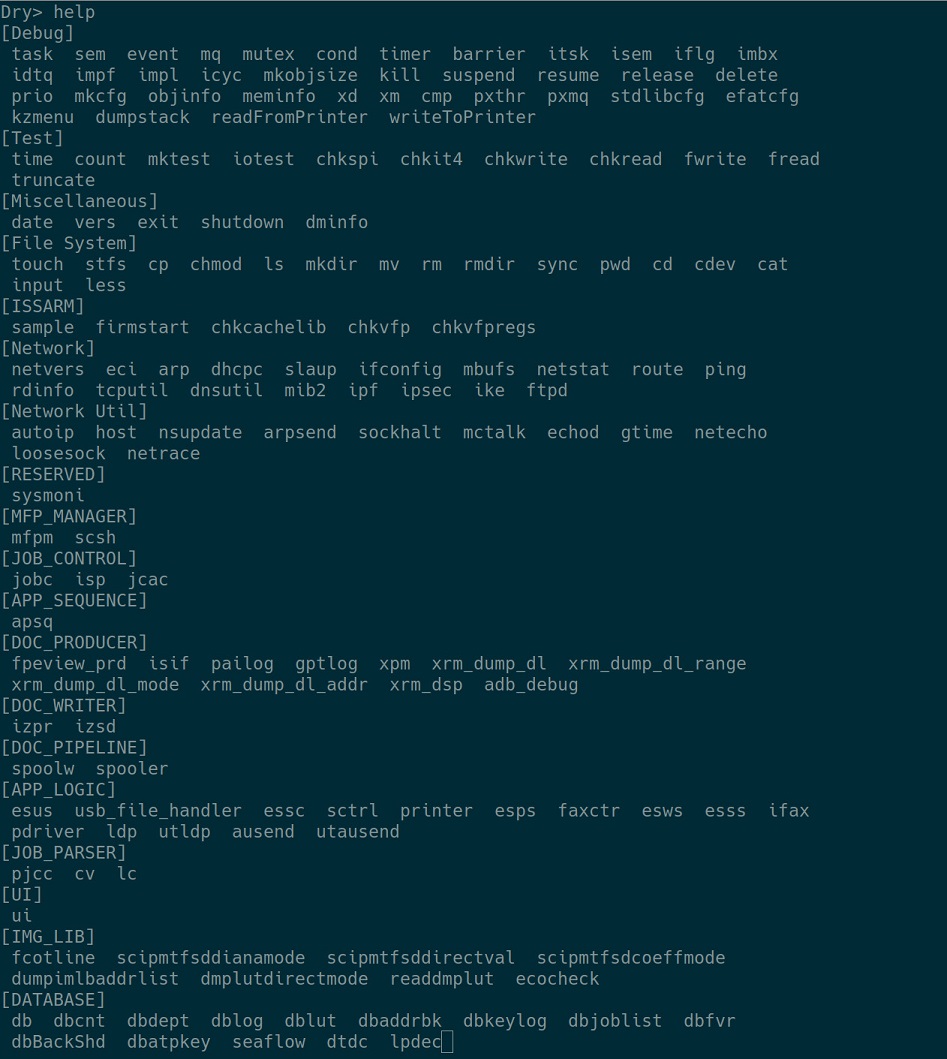 Dry> help
[Debug]
task sem event mq mutex cond timer barrier itsk isem iflg imbx
idtq impf impl icyc mkobjsize kill suspend resume release delete
prio mkcfg objinfo meminfo xd xm cmp pxthr pxmq stdlibcfg efatcfg
kzmenu dumpstack readFromPrinter writeToPrinter
[Test]
time count mktest iotest chkspi chkit4 chkwrite chkread fwrite fread
truncate
[Miscellaneous]
date vers exit shutdown dminfo
[File System]
touch stfs cp chmod ls mkdir mv rm rmdir sync pwd cd cdev cat
input less
[ISSARM]
sample firmstart chkcachelib chkvfp chkvfpregs
[Network]
netvers eci arp dhcpc slaup ifconfig mbufs netstat route ping
rdinfo tcputil dnsutil mib2 ipf ipsec ike ftpd
[Network Util]
autoip host nsupdate arpsend sockhalt mctalk echod gtime netecho
loosesock netrace
[RESERVED]
sysmoni
[MFP_MANAGER]
mfpm scsh
[JOB_CONTROL]
jobc isp jcac
[APP_SEQUENCE]
apsq
[DOC_PRODUCER]
fpeview_prd isif pailog gptlog xpm xrm_dump_dl xrm_dump_dl_range
xrm_dump_dl_mode xrm_dump_dl_addr xrm_dsp adb_debug
[DOC_WRITER]
izpr izsd
[DOC_PIPELINE]
spoolw spooler
[APP_LOGIC]
esus usb_file_handler essc sctrl printer esps faxctr esws esss ifax
pdriver ldp utldp ausend utausend
[JOB_PARSER]
pjcc cv lc
[UI]
ui
[IMG_LIB]
fcotline scipmtfsddianamode scipmtfsddirectval scipmtfsdcoeffmode
dumpimlbaddrlist dmplutdirectmode readdmplut ecocheck
[DATABASE]
db dbcnt dbdept dblog dblut dbaddrbk dbkeylog dbjoblist dbfvr
dbBackShd dbatpkey seaflow dtdc lpdec